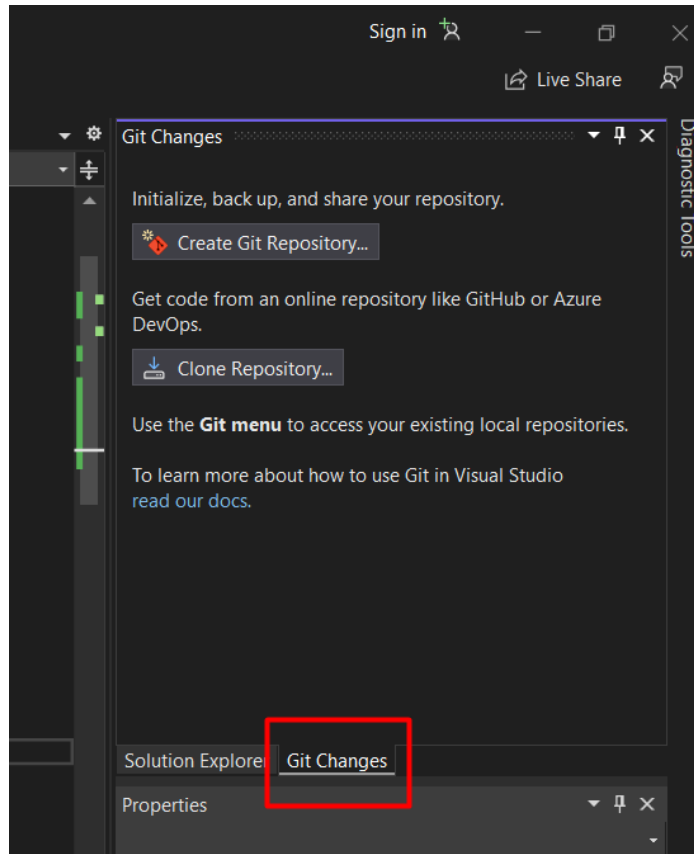 Sign in
Live Share
Git Changes
Diagnostic Tools
Initialize, back up, and share your repository.
Create Git Repository...
Get code from an online repository like GitHub or Azure
DevOps.
Clone Repository...
Use the Git menu to access your existing local repositories.
To learn more about how to use Git in Visual Studio
read our docs.
Solution Explorer
Git Changes
Properties